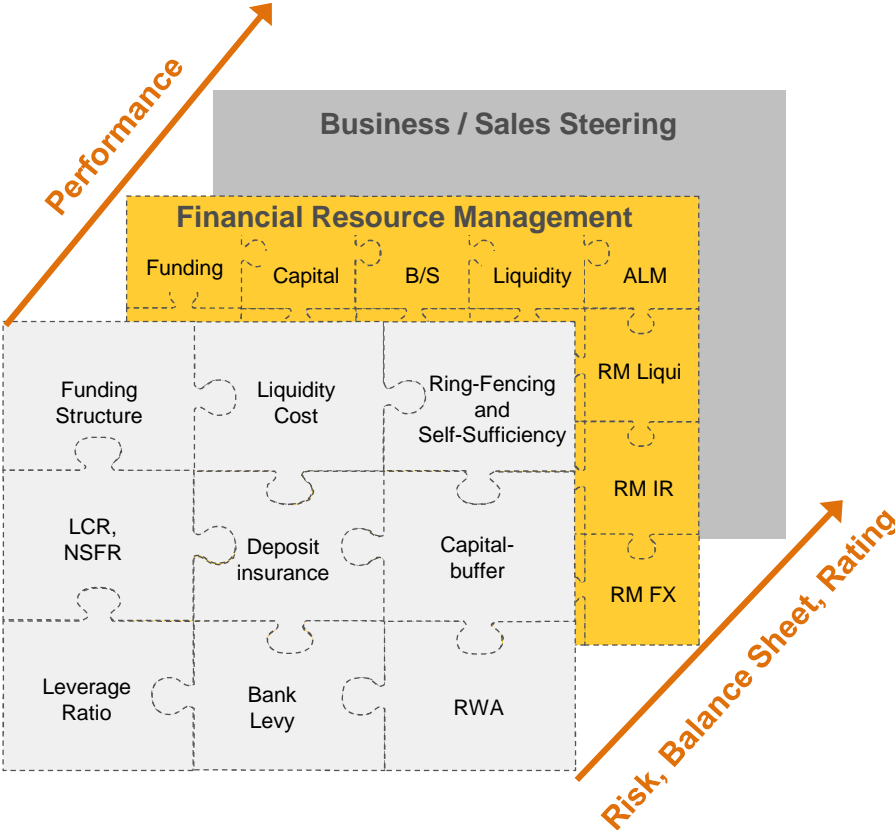 Performance
Business / Sales Steering
Financial Resource Management
Funding
Capital
B/S
Liquidity
ALM
RM Liqui
RM IR
RM FX
Funding
Structure
Liquidity
Cost
Ring-Fencing
and
Self-Sufficiency
LCR,
NSFR
Deposit
insurance
Capital-
buffer
Leverage
Ratio
Bank
Levy
RWA
Risk, Balance Sheet, Rating